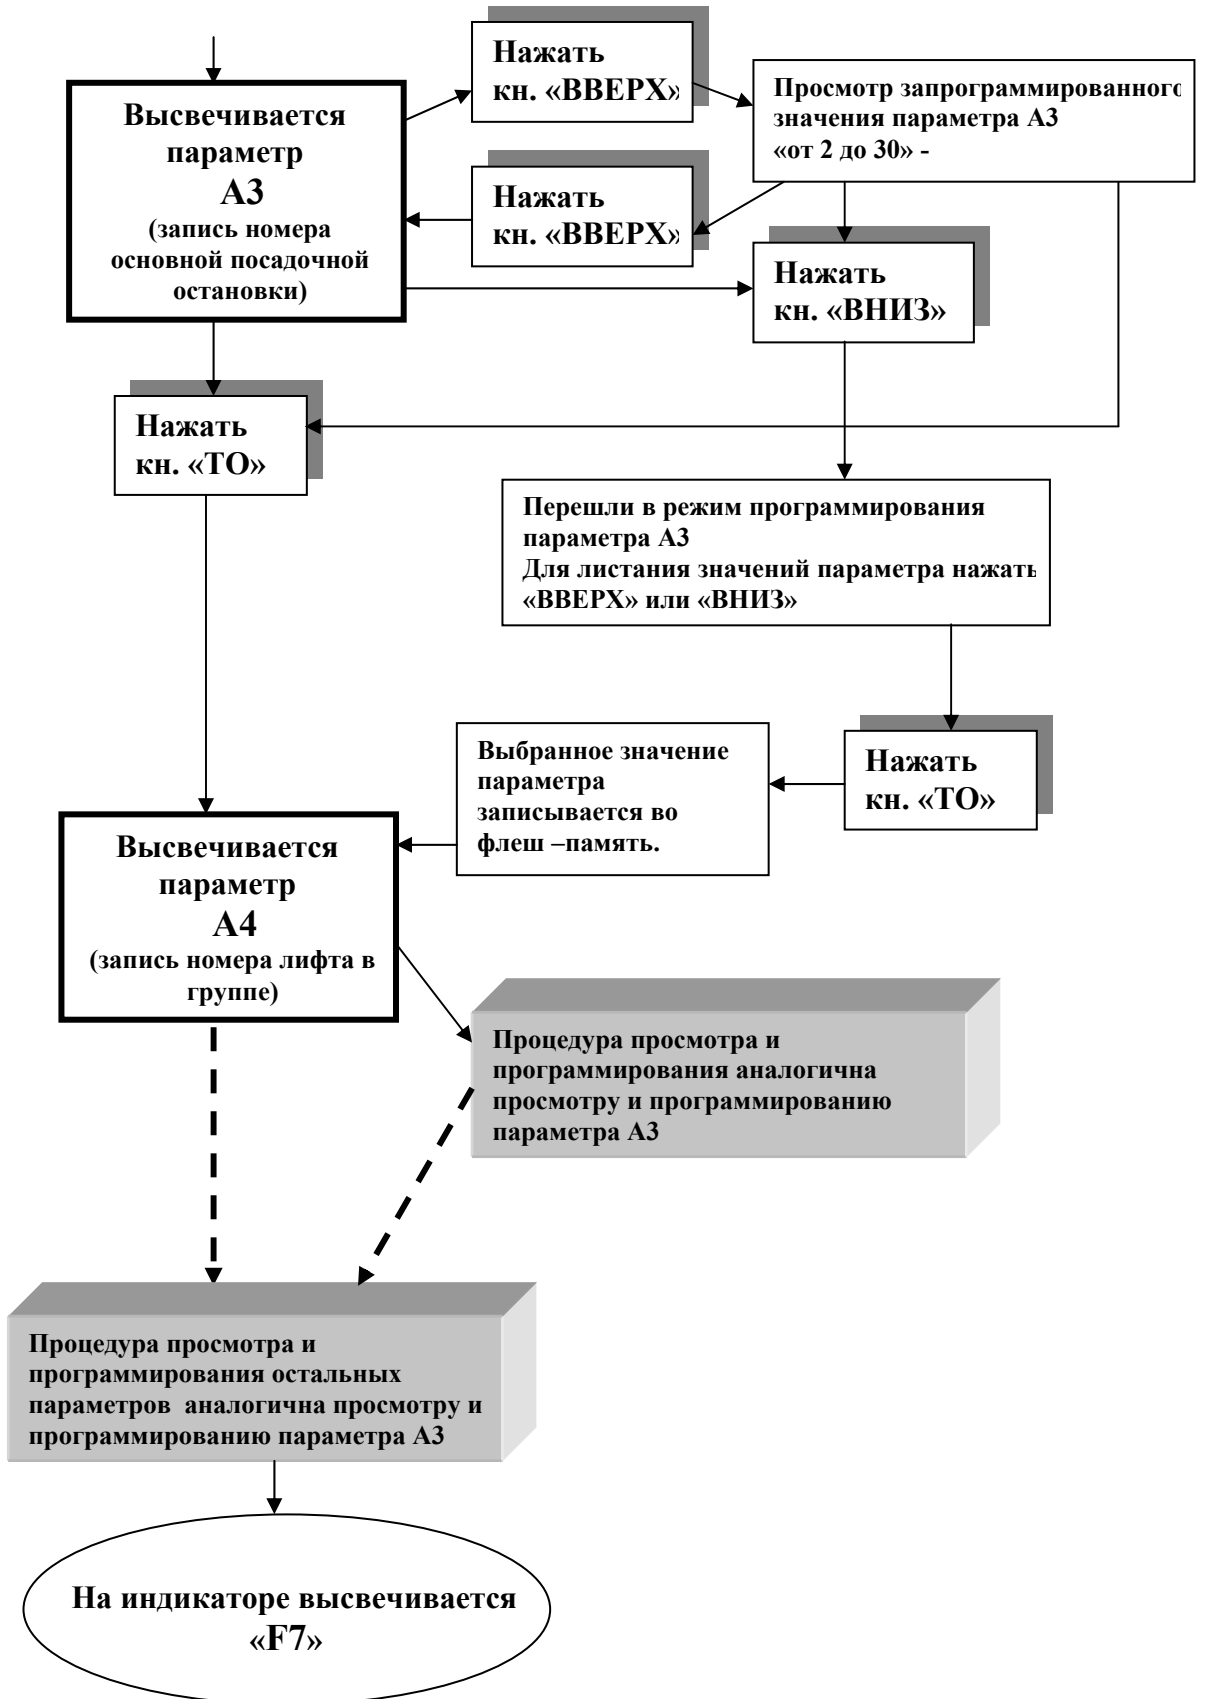 Нажать
кн. «ВВЕРХ»
Высвечивается
параметр
А3
(запись номера
основной посадочной
остановки)
Просмотр запрограммированного
значения параметра А3
«от 2 до 30» -
Нажать
кн. «ВВЕРХ»
Нажать
кн. «ВНИЗ»
Нажать
кн. «ТО»
Перешли в режим программирования
параметра А3
Для листания значений параметра нажать
«ВВЕРХ» или «ВНИЗ»
Нажать
кн. «ТО»
Выбранное значение
параметра
записывается во
флеш –память.
Высвечивается
параметр
А4
(запись номера лифта в
группе)
Процедура просмотра и
программирования аналогична
просмотру и программированию
параметра А3
Процедура просмотра и
программирования остальных
параметров аналогична просмотру и
программированию параметра А3
На индикаторе высвечивается
«F7»